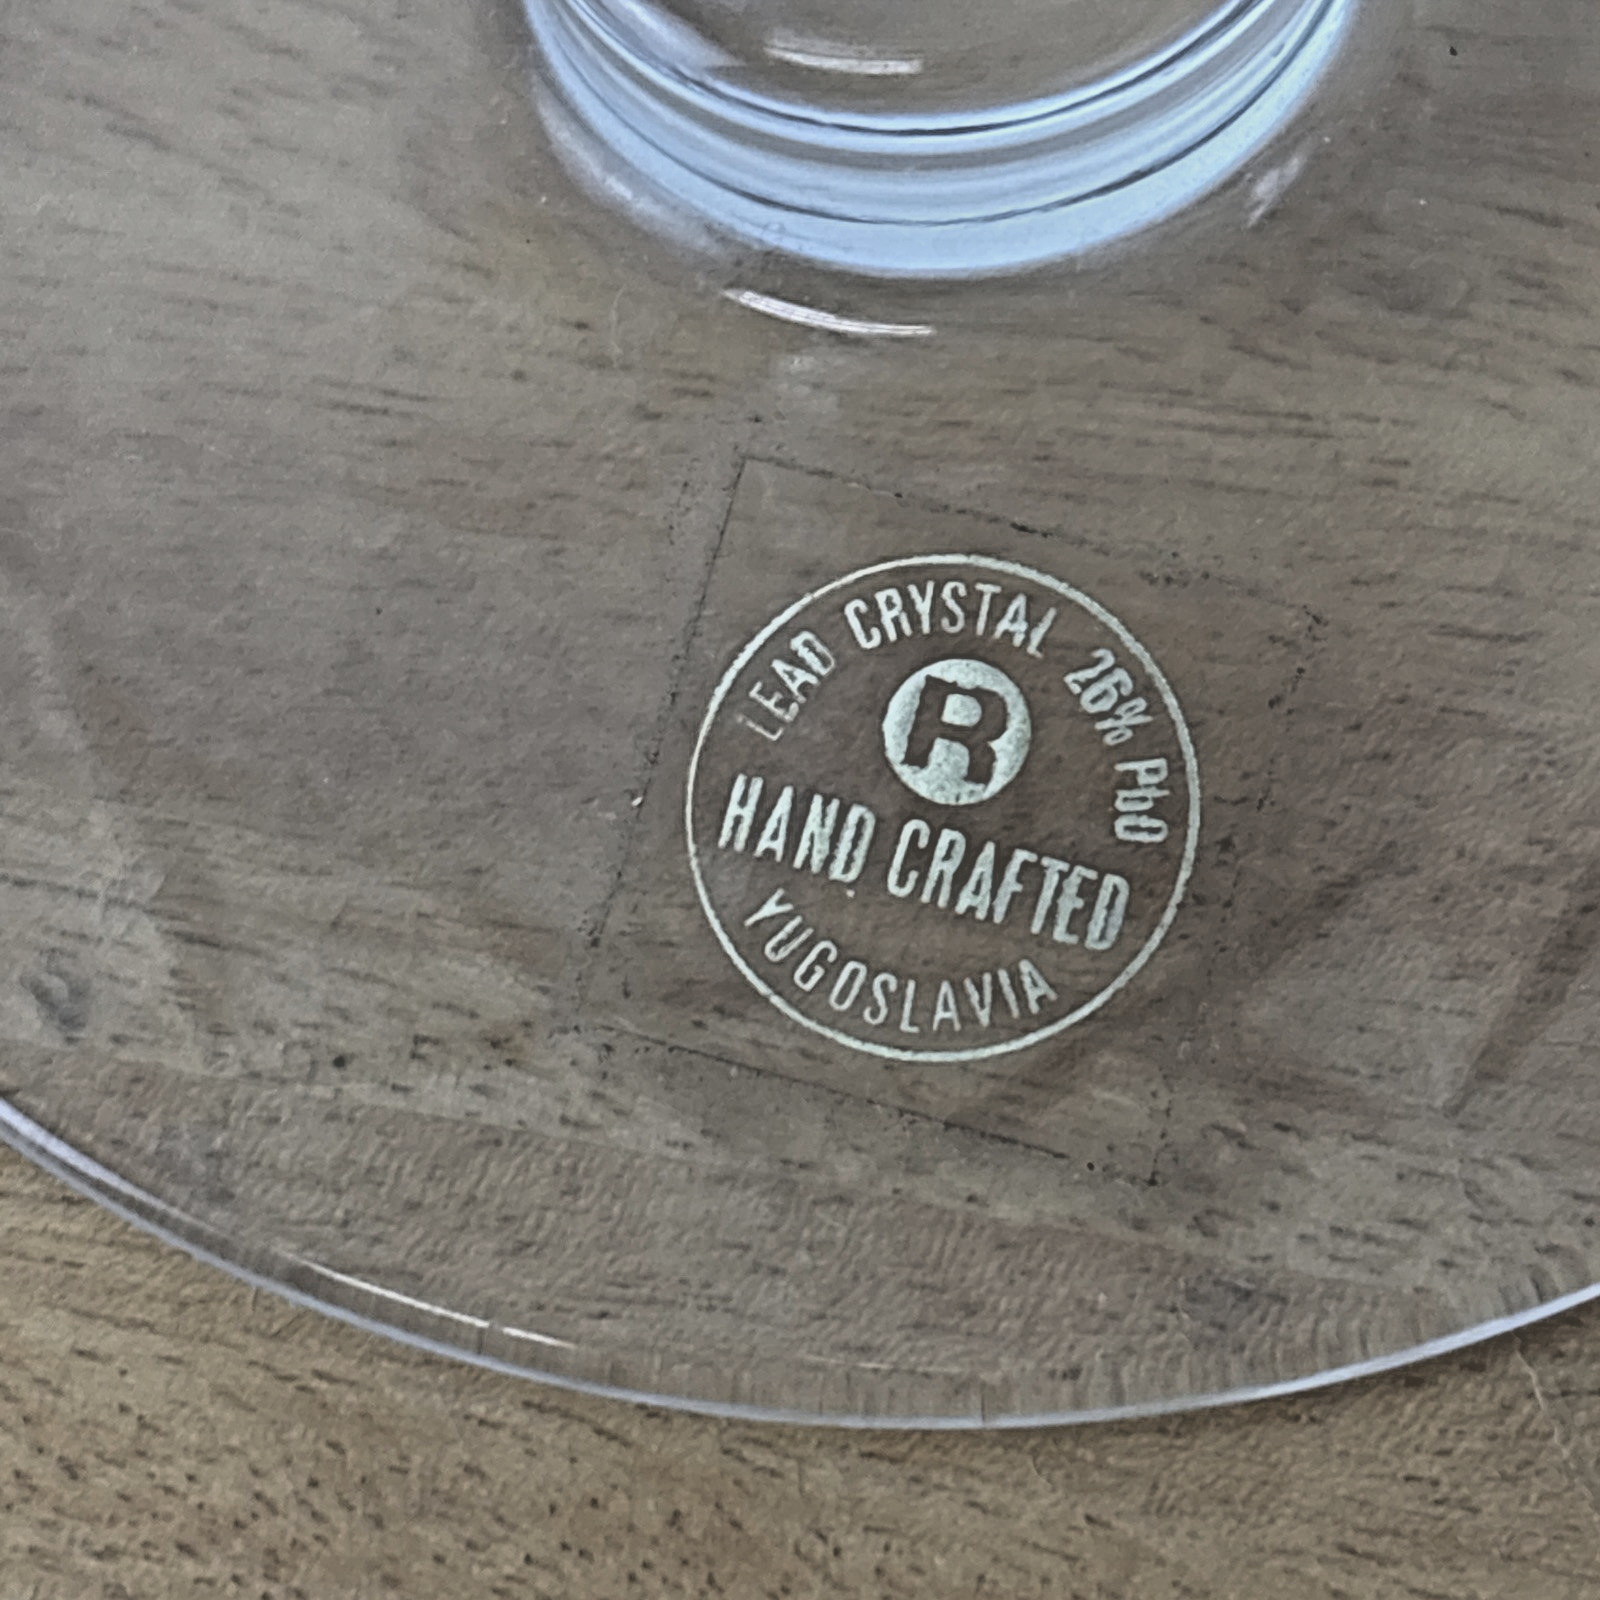 LEAD CRYSTAL 26% PbO
R
HAND CRAFTED
YUGOSLAVIA